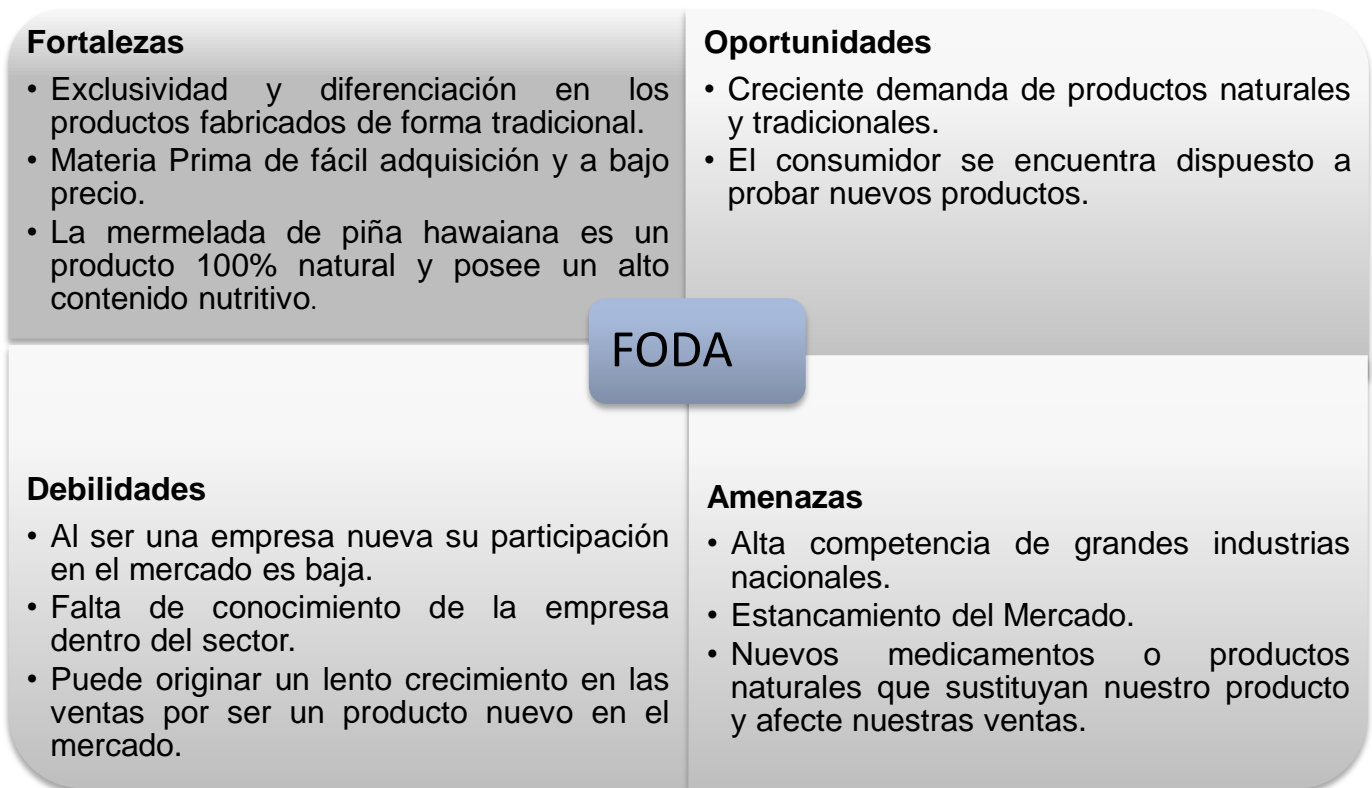 Fortalezas
• Exclusividad y diferenciación en los
productos fabricados de forma tradicional.
• Materia Prima de fácil adquisición y a bajo
precio.
• La mermelada de piña hawaiana es un
producto 100% natural y posee un alto
contenido nutritivo.
Oportunidades
• Creciente demanda de productos naturales
y tradicionales.
• El consumidor se encuentra dispuesto a
probar nuevos productos.
FODA
Debilidades
• Al ser una empresa nueva su participación
en el mercado es baja.
• Falta de conocimiento de la empresa
dentro del sector.
• Puede originar un lento crecimiento en las
ventas por ser un producto nuevo en el
mercado.
Amenazas
• Alta competencia de grandes industrias
nacionales.
• Estancamiento del Mercado.
• Nuevos medicamentos o productos
naturales que sustituyan nuestro producto
y afecte nuestras ventas.